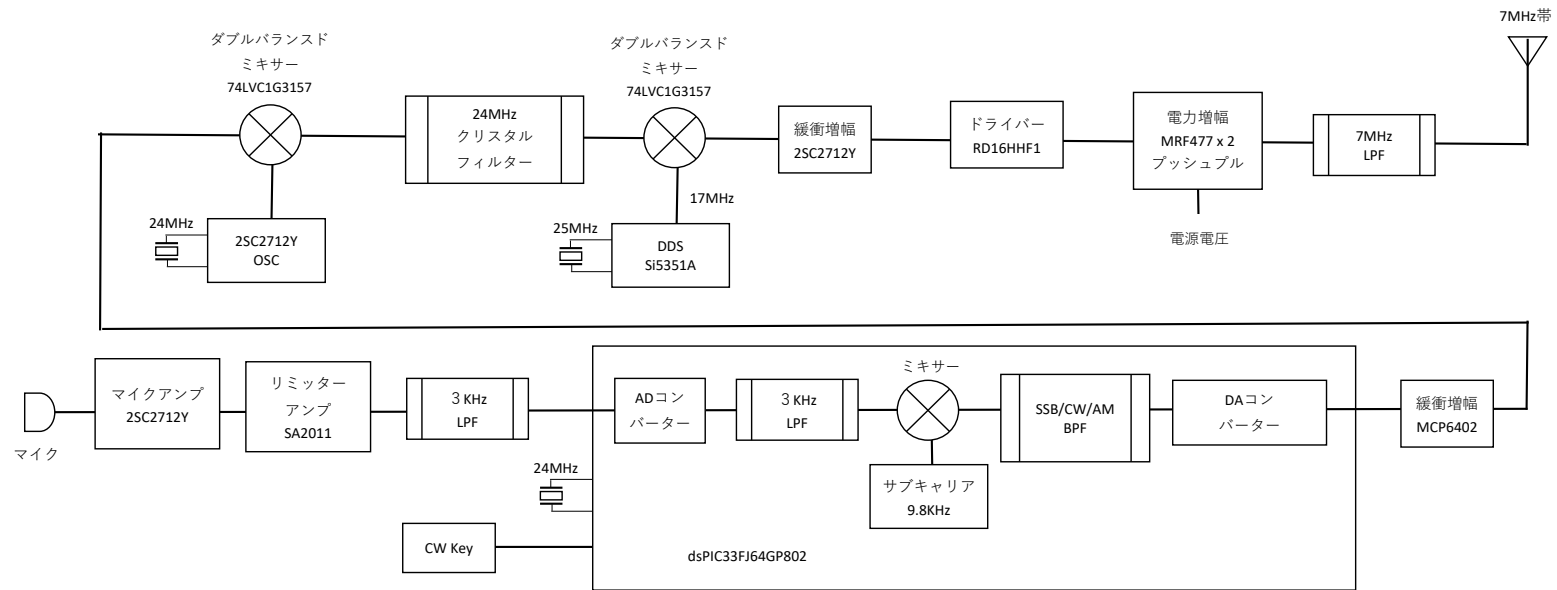 7MHz帯
ダブルバランスド
ミキサー
74LVC1G3157
ダブルバランスド
ミキサー
74LVC1G3157
24MHz
クリスタル
フィルター
緩衝増幅
2SC2712Y
ドライバー
RD16HHF1
電力増幅
MRF477 x 2
プッシュプル
7MHz
LPF
17MHz
24MHz
2SC2712Y
OSC
25MHz
DDS
Si5351A
電源電圧
マイク
マイクアンプ
2SC2712Y
リミッター
アンプ
SA2011
３KHz
LPF
ADコン
バーター
３KHz
LPF
ミキサー
SSB/CW/AM
BPF
DAコン
バーター
緩衝増幅
MCP6402
サブキャリア
9.8KHz
24MHz
CW Key
dsPIC33FJ64GP802